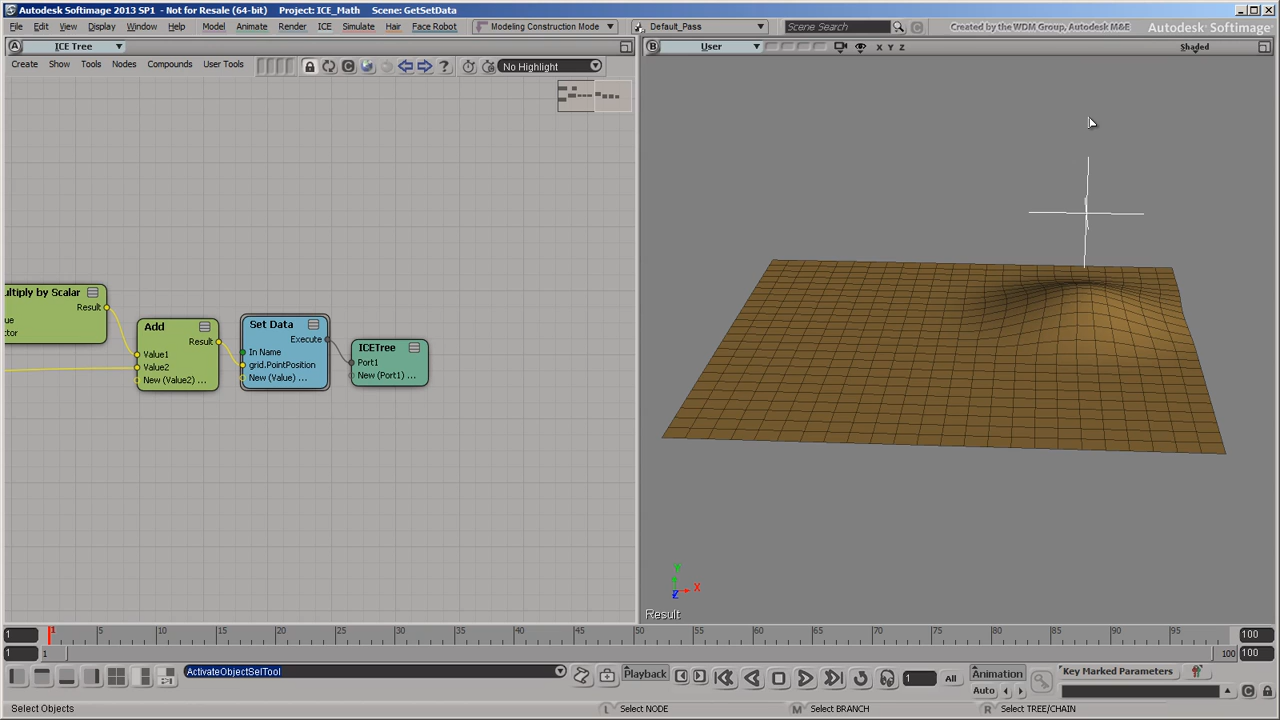 Autodesk Softimage 2013 SP1 - Not for Resale (64-bit) Project: ICE_Math Scene: GetSetData
File Edit View Display Window Help Model Animate Render ICE Simulate Hair Face Robot Modeling Construction Mode Default_Pass Scene Search Created by the WDM Group, Autodesk M&E Autodesk Softimage
A ICE Tree B User X Y Z Shaded
Create Show Tools Nodes Compounds User Tools C ? No Highlight
ultiply by Scalar
Result
ue
tor
Add
Result
Value1
Value2
New (Value2) ...
Set Data
Execute
In Name
grid.PointPosition
New (Value) ...
ICETree
Port1
New (Port1) ...
Y
X
Z
Result
1 1 5 10 15 20 25 30 35 40 45 50 55 60 65 70 75 80 85 90 95 100
1 1 100 100
ActivateObjectSelTool Playback 1 All Animation Key Marked Parameters
Auto C
Select Objects L Select NODE M Select BRANCH R Select TREE/CHAIN